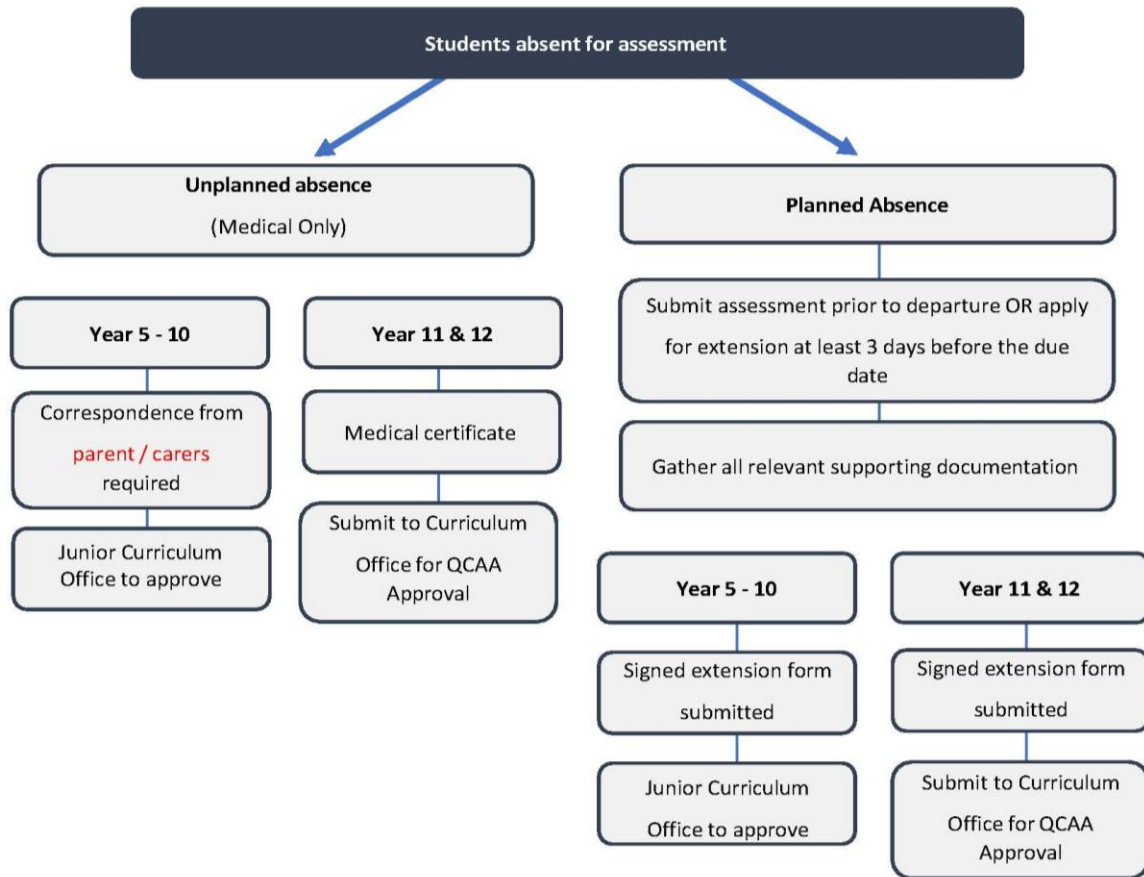 Students absent for assessment
Unplanned absence
(Medical Only)
Year 5 - 10
Correspondence from
parent / carers
required
Junior Curriculum
Office to approve
Year 11 & 12
Medical certificate
Submit to Curriculum
Office for QCAA
Approval
Planned Absence
Submit assessment prior to departure OR apply
for extension at least 3 days before the due
date
Gather all relevant supporting documentation
Year 5 - 10
Signed extension form
submitted
Junior Curriculum
Office to approve
Year 11 & 12
Signed extension form
submitted
Submit to Curriculum
Office for QCAA
Approval